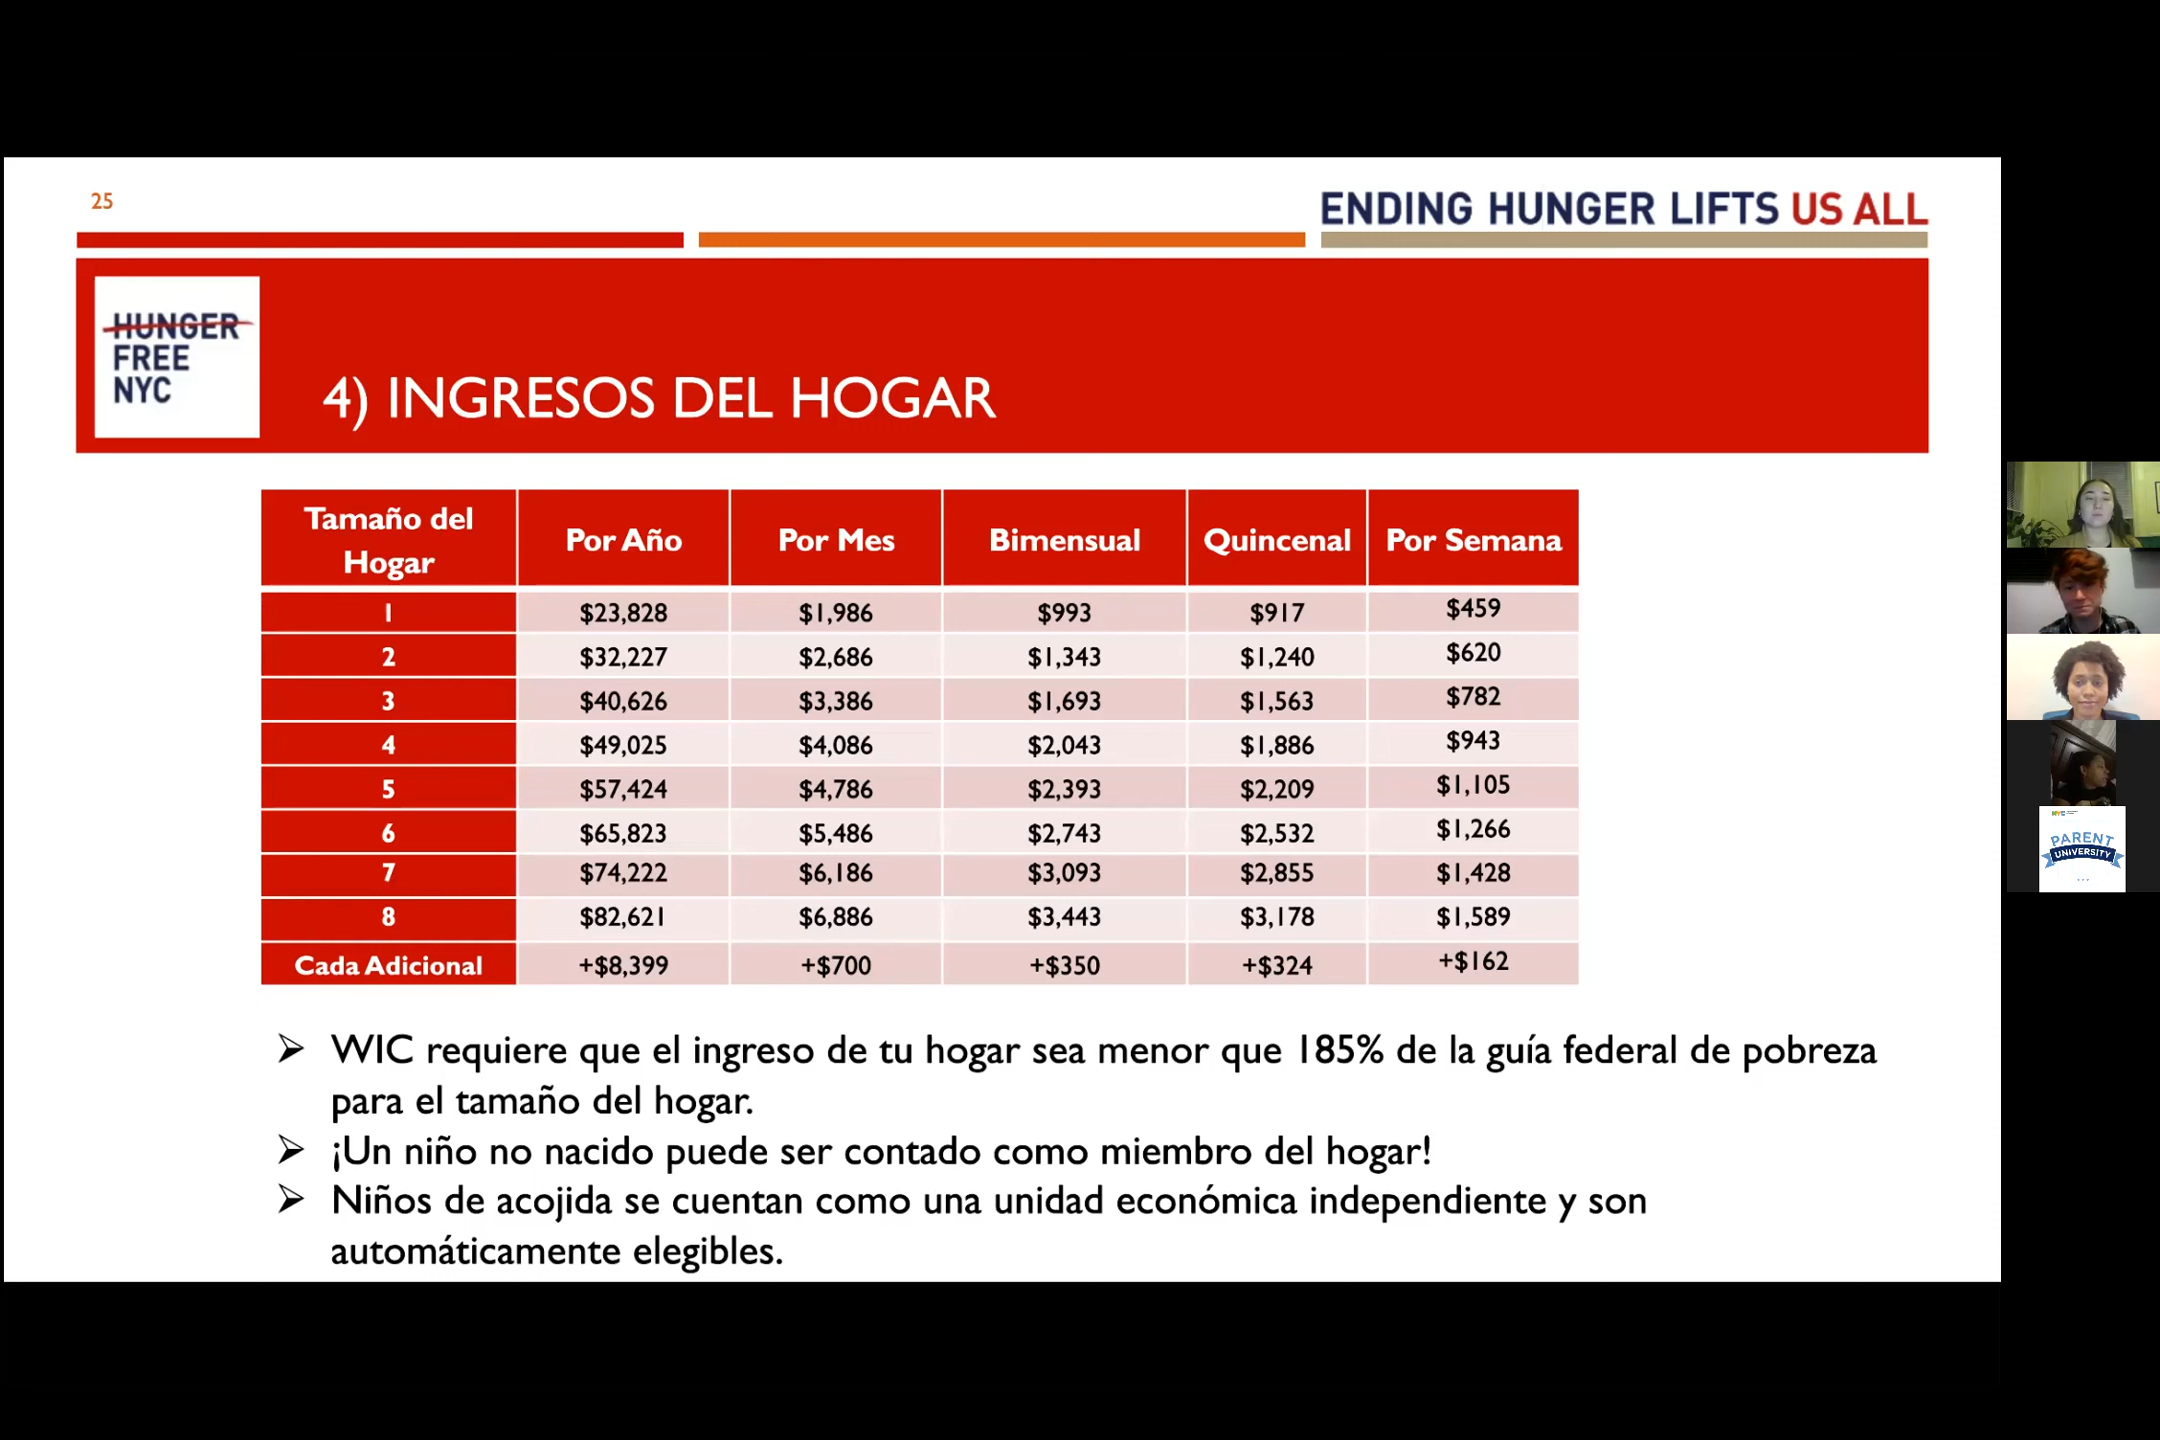 25
ENDING HUNGER LIFTS US ALL
HUNGER
FREE
NYC
4) INGRESOS DEL HOGAR
Tamaño del Hogar Por Año Por Mes Bimensual Quincenal Por Semana
1 $23,828 $1,986 $993 $917 $459
2 $32,227 $2,686 $1,343 $1,240 $620
3 $40,626 $3,386 $1,693 $1,563 $782
4 $49,025 $4,086 $2,043 $1,886 $943
5 $57,424 $4,786 $2,393 $2,209 $1,105
6 $65,823 $5,486 $2,743 $2,532 $1,266
7 $74,222 $6,186 $3,093 $2,855 $1,428
8 $82,621 $6,886 $3,443 $3,178 $1,589
Cada Adicional +$8,399 +$700 +$350 +$324 +$162
WIC requiere que el ingreso de tu hogar sea menor que 185% de la guía federal de pobreza
para el tamaño del hogar.
¡Un niño no nacido puede ser contado como miembro del hogar!
Niños de acojida se cuentan como una unidad económica independiente y son
automáticamente elegibles.
PARENT
UNIVERSITY